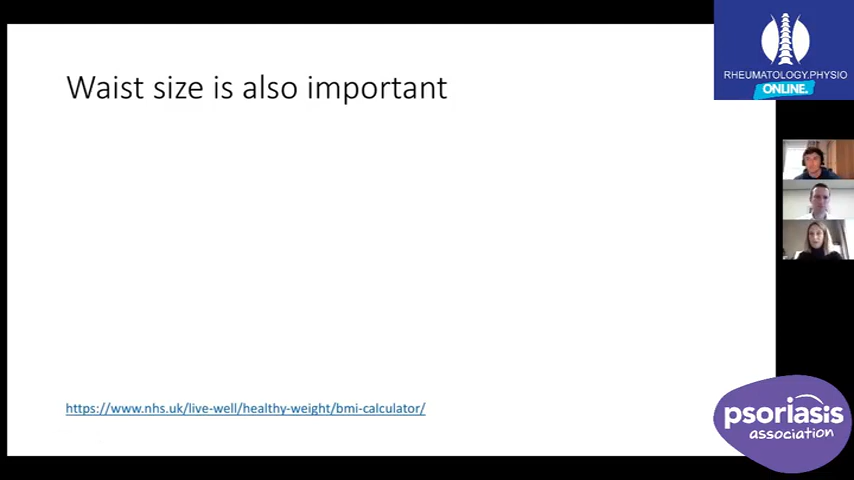 Waist size is also important
RHEUMATOLOGY.PHYSIO
ONLINE.
https://www.nhs.uk/live-well/healthy-weight/bmi-calculator/
psoriasis
association